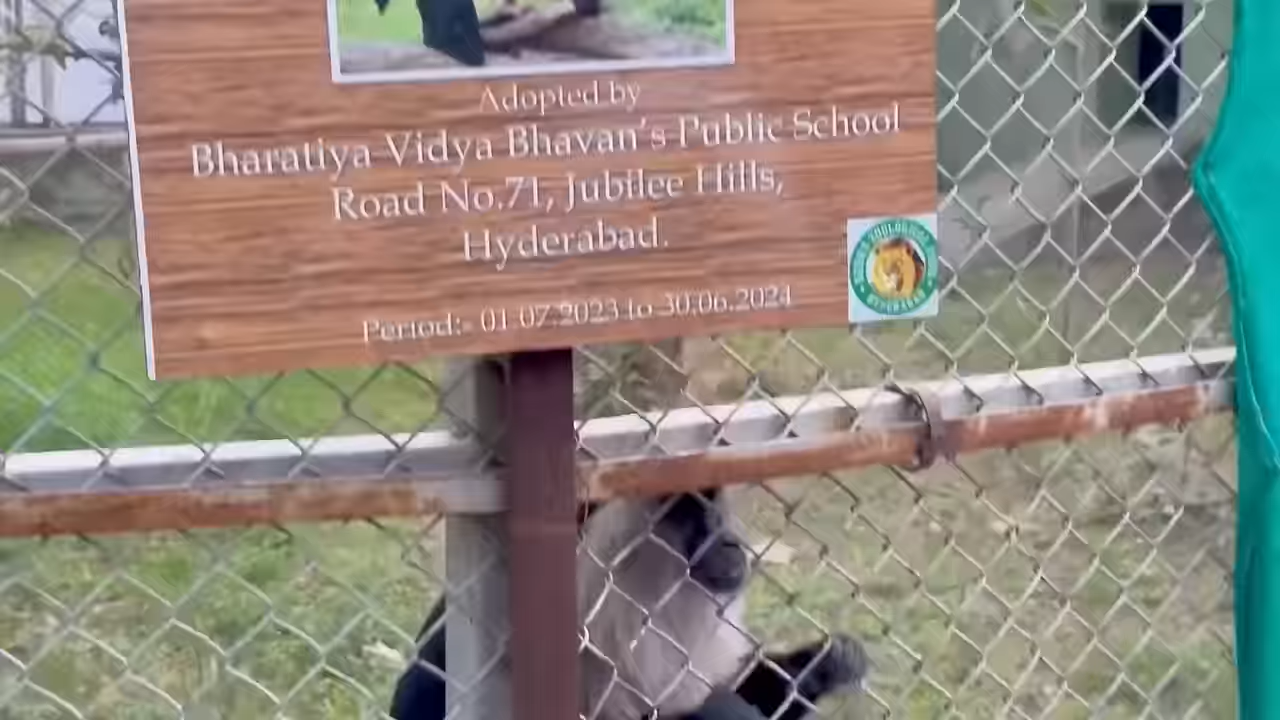 Adopted by
Bharatiya Vidya Bhavan's Public School
Road No.71, Jubilee Hills,
Hyderabad.
Period:- 01-07.2023 to 30.06.2024
HYDERABAD